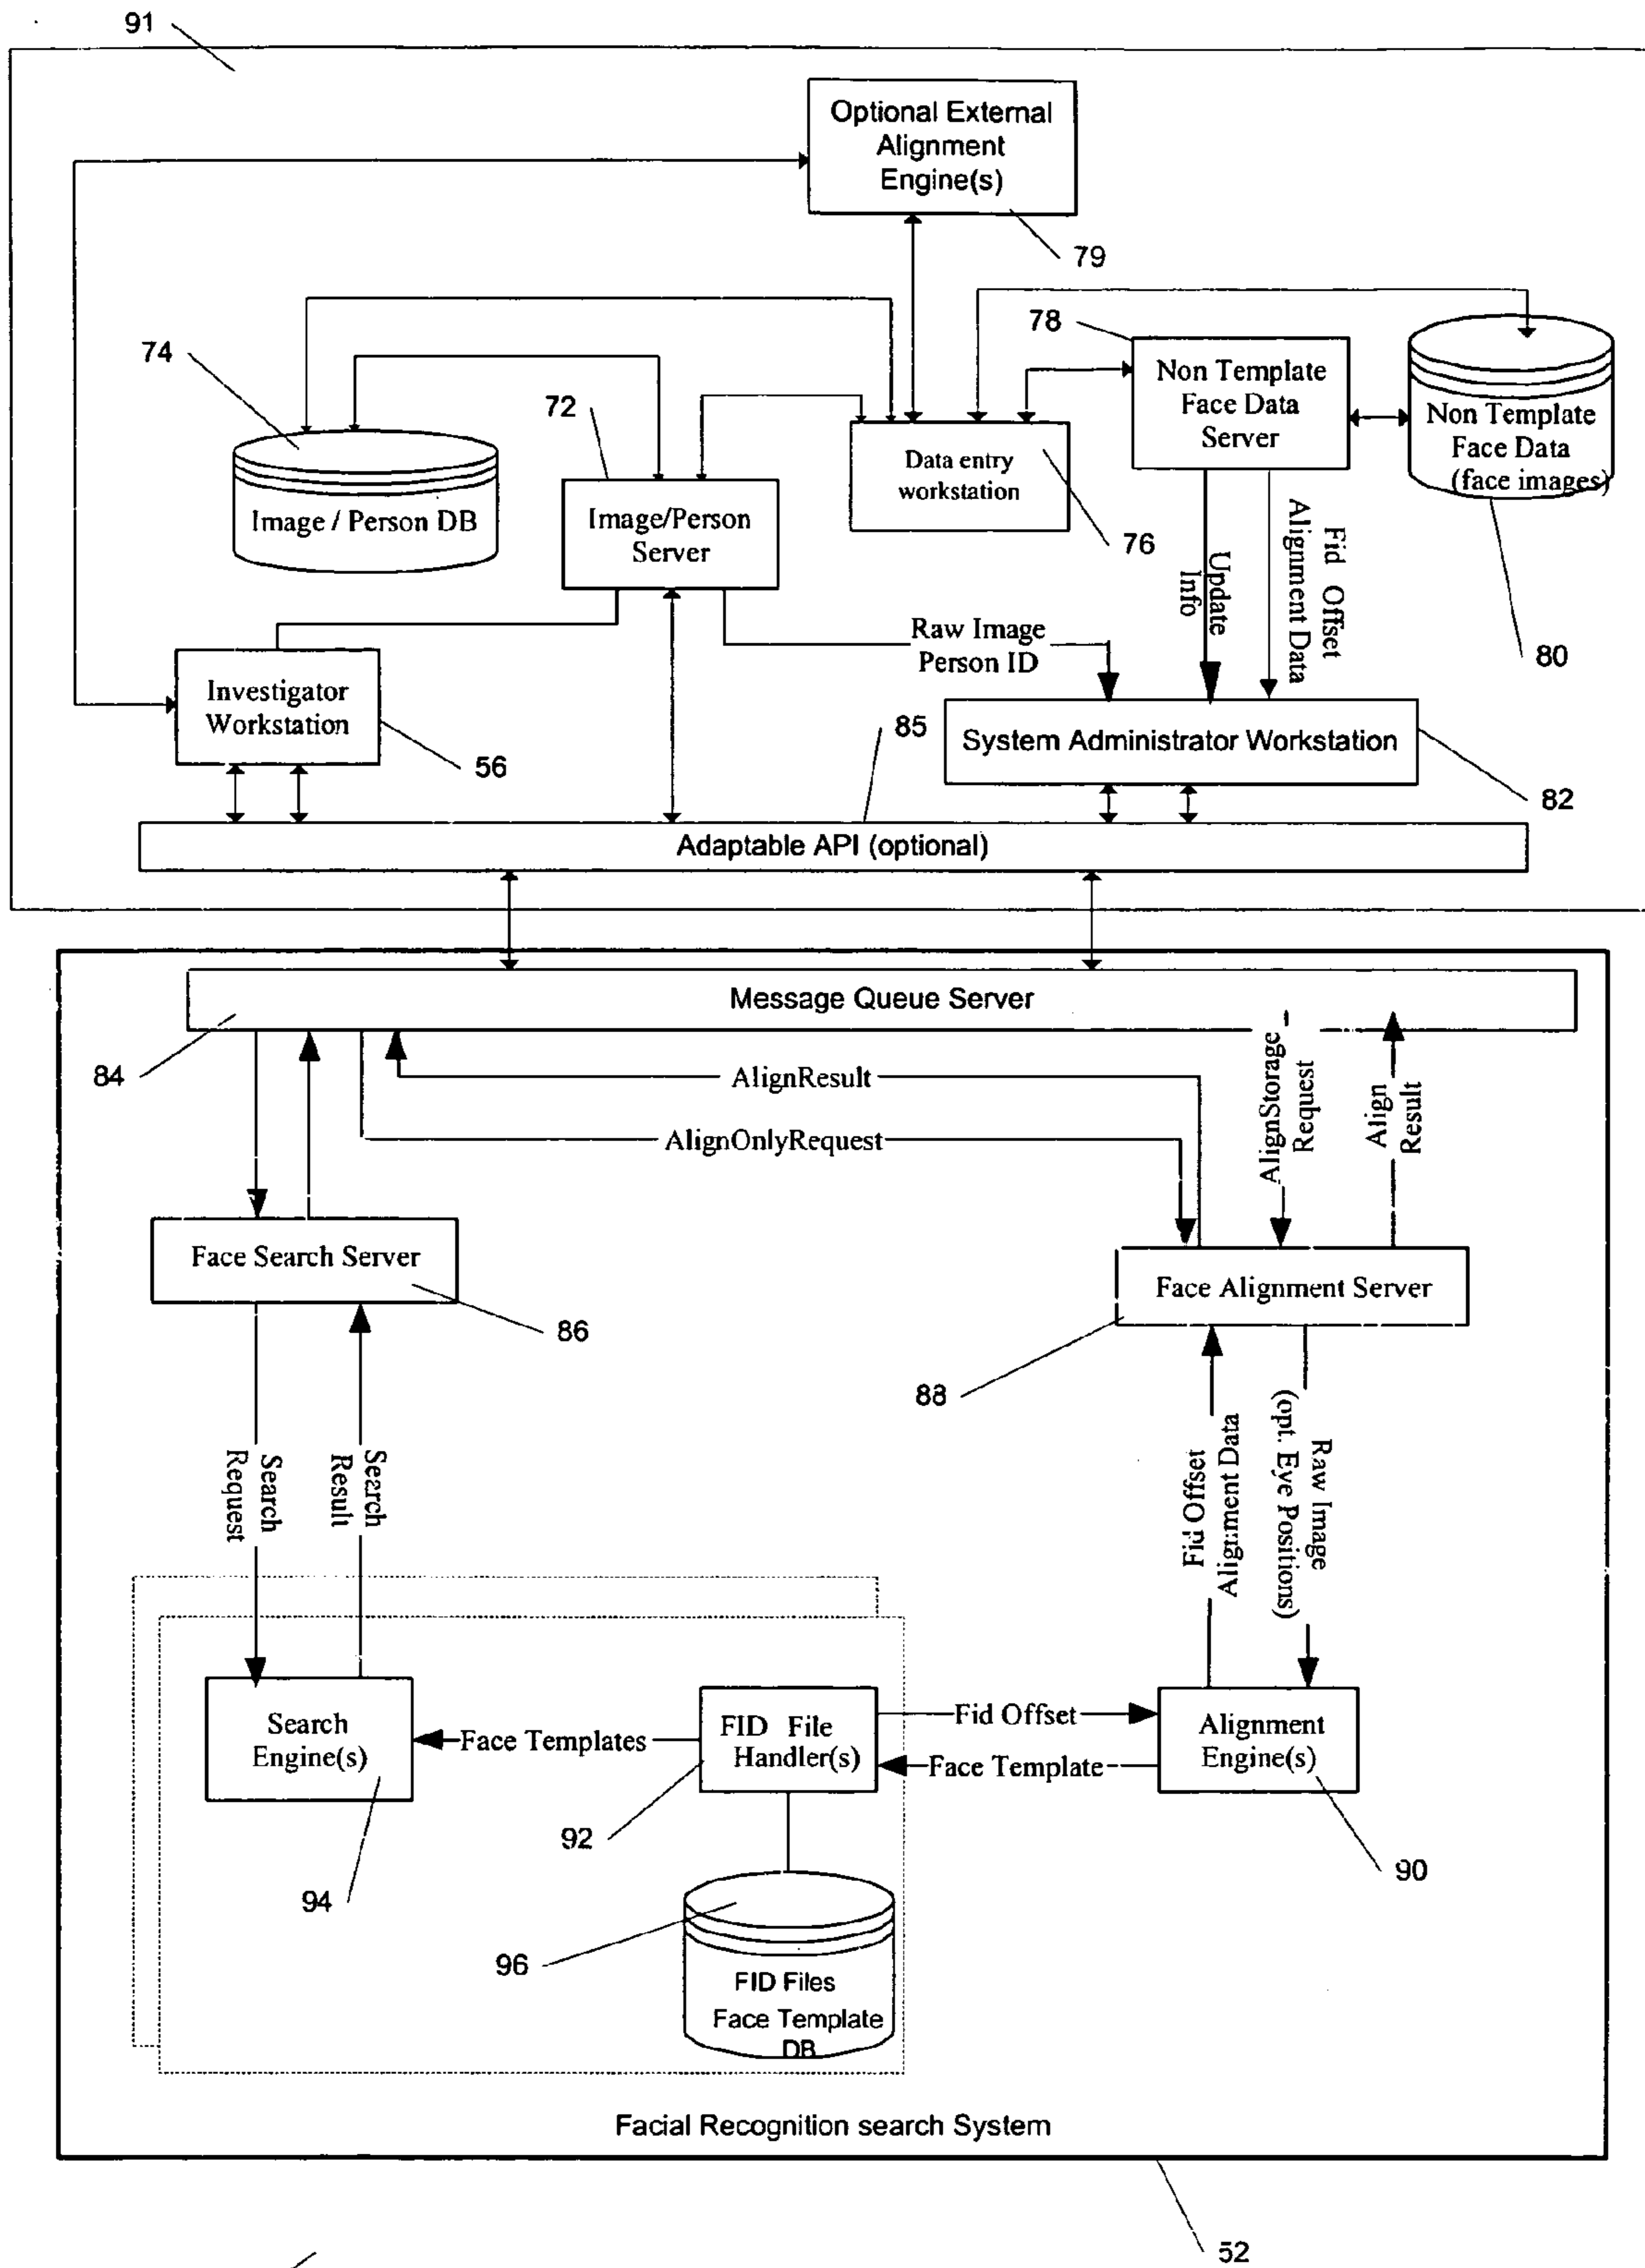 91
Optional External
Alignment
Engine(s)
79
78
74
72
Non Template
Face Data
Server
Non Template
Face Data
(face images)
Data entry
workstation
Image / Person DB
Image/Person
Server
76
Update
Info
Fid Offset
Alignment Data
80
Raw Image
Person ID
Investigator
Workstation
85
System Administrator Workstation
56
82
Adaptable API (optional)
Message Queue Server
84
AlignResult
AlignOnlyRequest
AlignStorage
Request
Align
Result
Face Search Server
Face Alignment Server
86
88
Search
Request
Search
Result
Fid Offset
Alignment Data
Raw Image
(opt. Eye Positions)
Search
Engine(s)
Face Templates
FID File
Handler(s)
Fid Offset
Face Template
Alignment
Engine(s)
92
90
94
96
FID Files
Face Template
DB
Facial Recognition search System
52